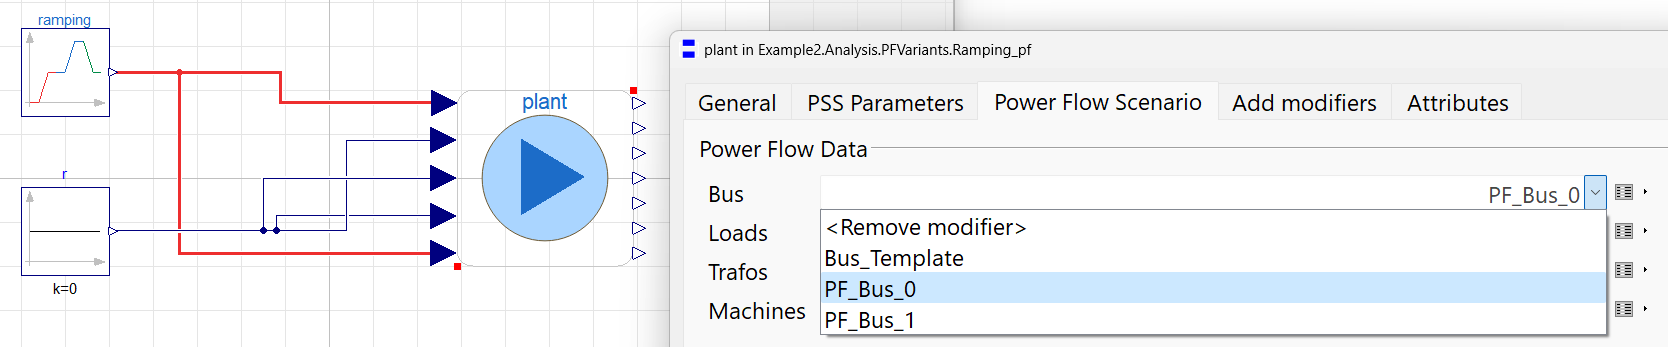 ramping
r
k=0
plant
plant in Example2.Analysis.PFVariants.Ramping_pf
General PSS Parameters Power Flow Scenario Add modifiers Attributes
Power Flow Data
Bus PF_Bus_0
Loads
Trafos
Machines
<Remove modifier>
Bus_Template
PF_Bus_0
PF_Bus_1